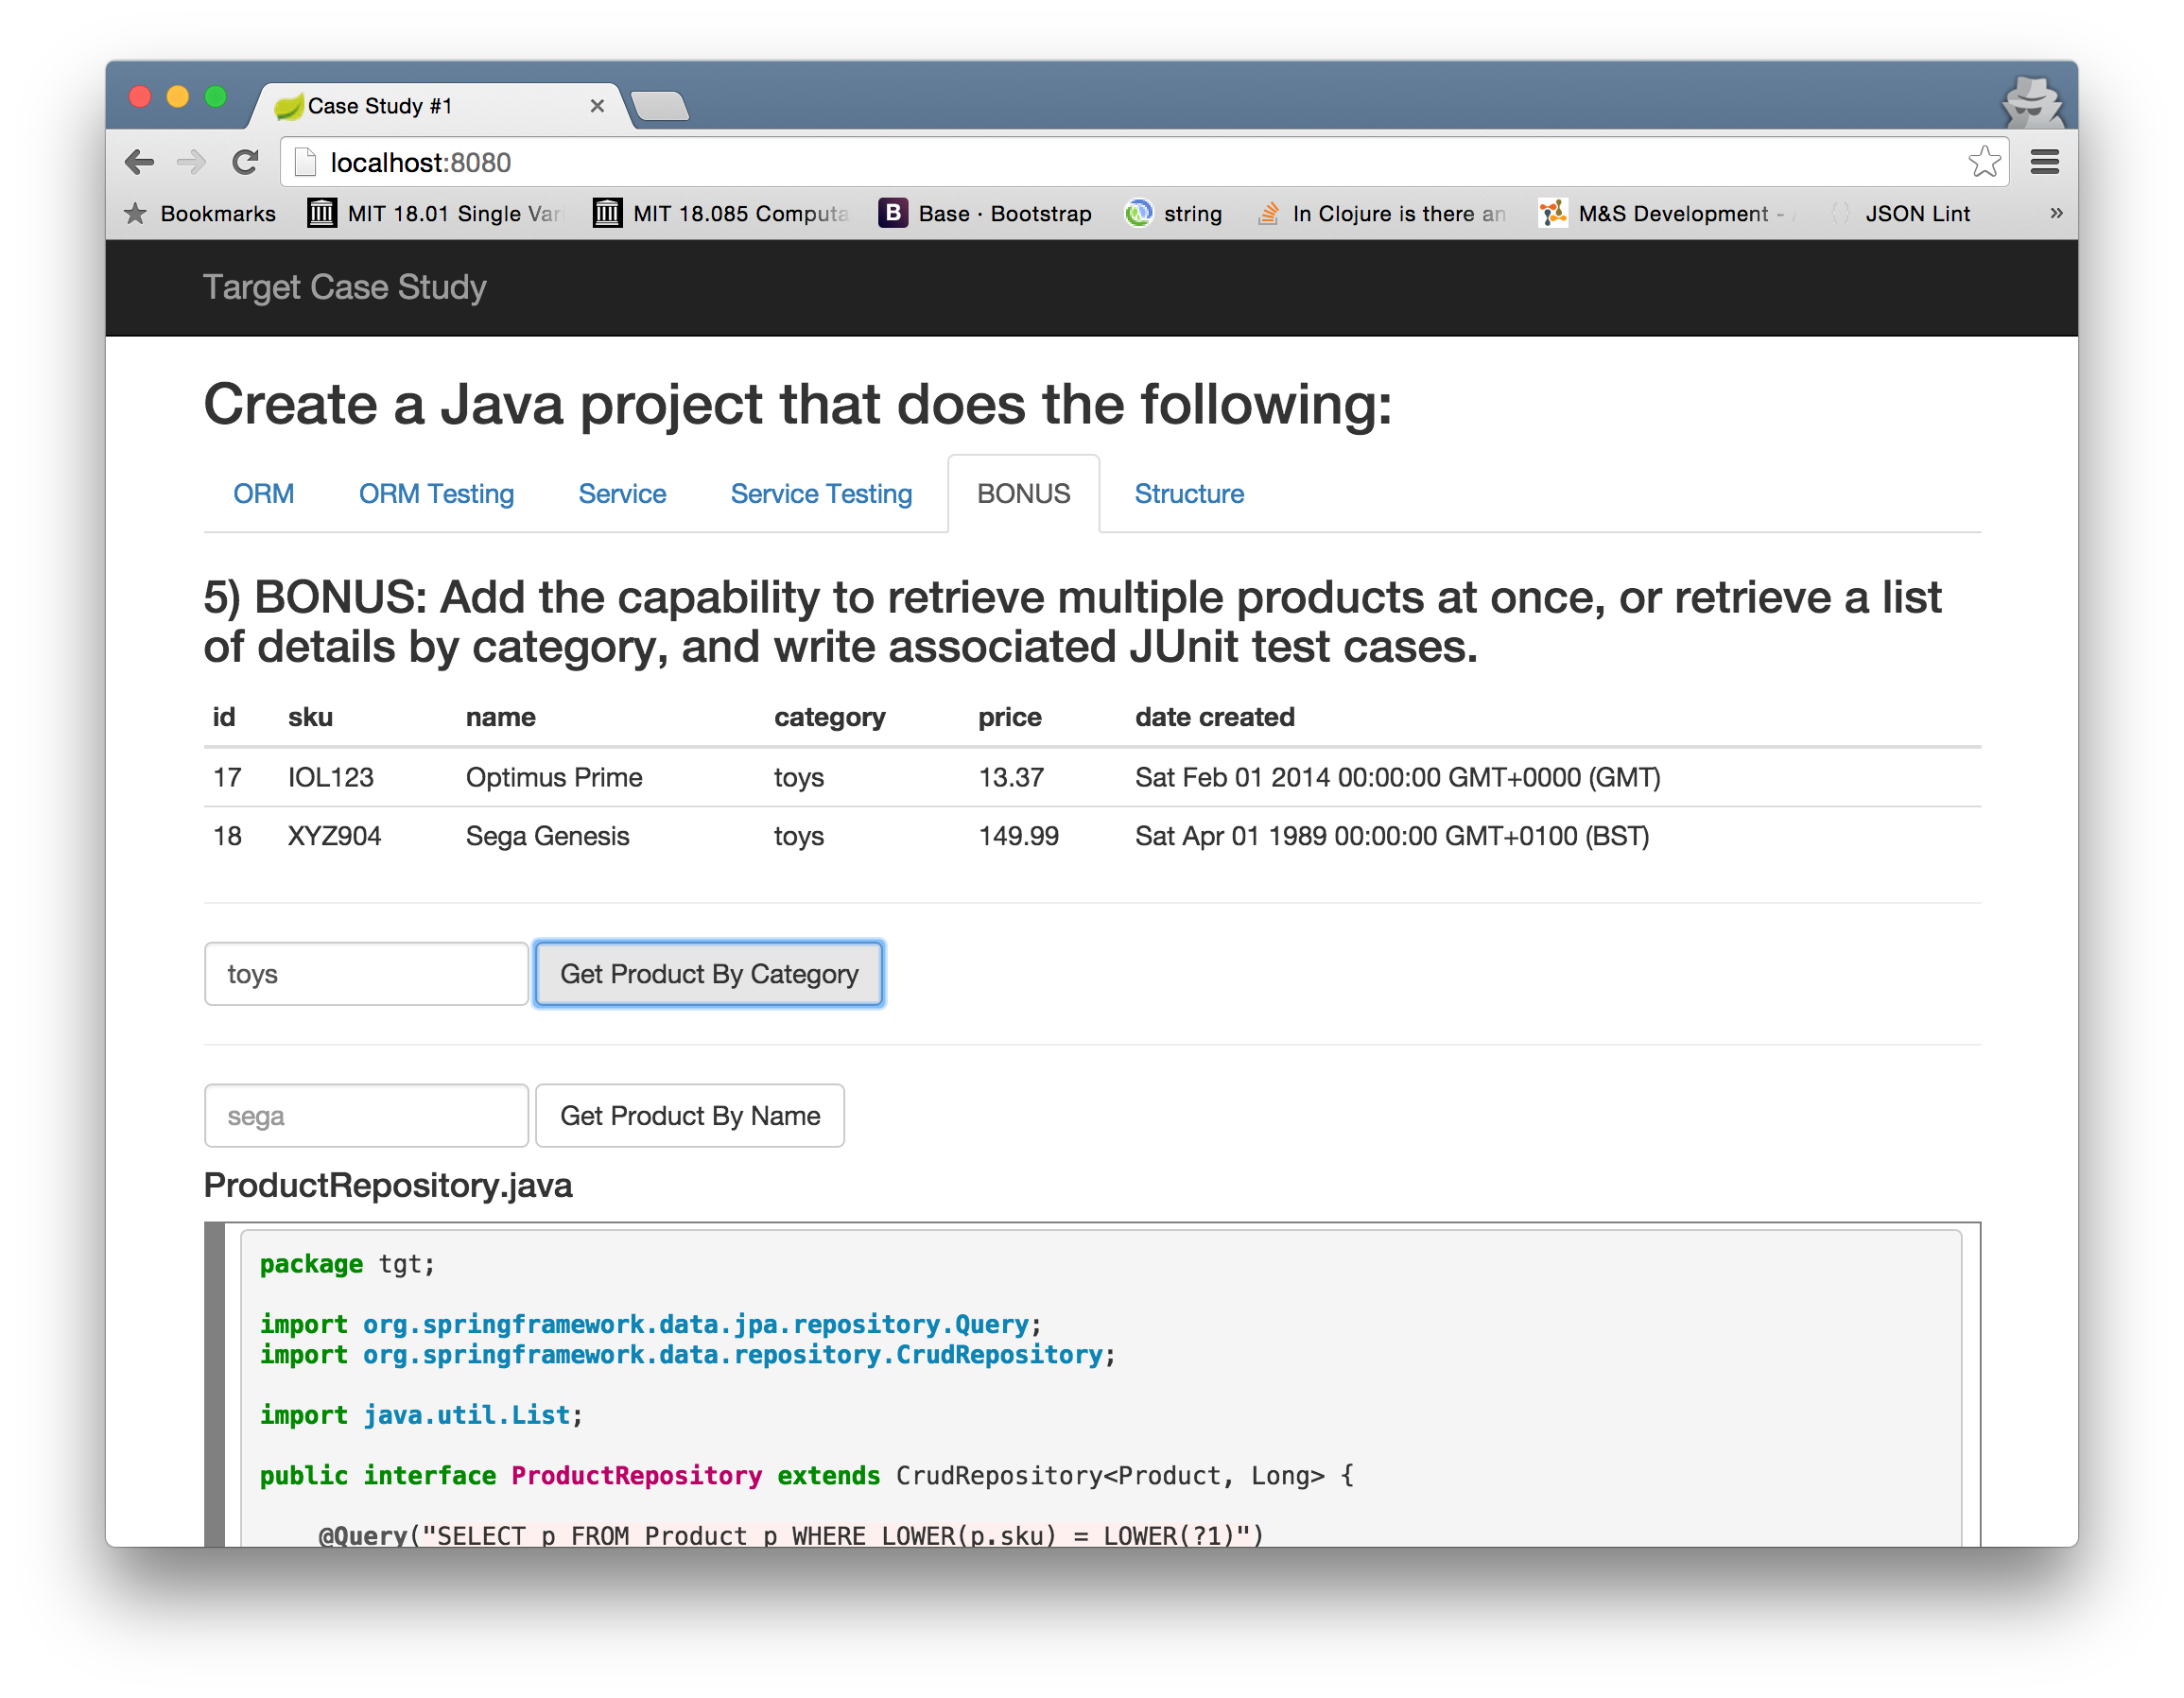 Case Study #1
localhost:8080
Bookmarks MIT 18.01 Single Var MIT 18.085 Computa B Base · Bootstrap string In Clojure is there an M&S Development - JSON Lint »
Target Case Study
Create a Java project that does the following:
ORM ORM Testing Service Service Testing BONUS Structure
5) BONUS: Add the capability to retrieve multiple products at once, or retrieve a list
of details by category, and write associated JUnit test cases.
id sku name category price date created
17 IOL123 Optimus Prime toys 13.37 Sat Feb 01 2014 00:00:00 GMT+0000 (GMT)
18 XYZ904 Sega Genesis toys 149.99 Sat Apr 01 1989 00:00:00 GMT+0100 (BST)
toys Get Product By Category
sega Get Product By Name
ProductRepository.java
package tgt;
import org.springframework.data.jpa.repository.Query;
import org.springframework.data.repository.CrudRepository;
import java.util.List;
public interface ProductRepository extends CrudRepository<Product, Long> {
@Query("SELECT p FROM Product p WHERE LOWER(p.sku) = LOWER(?1)")